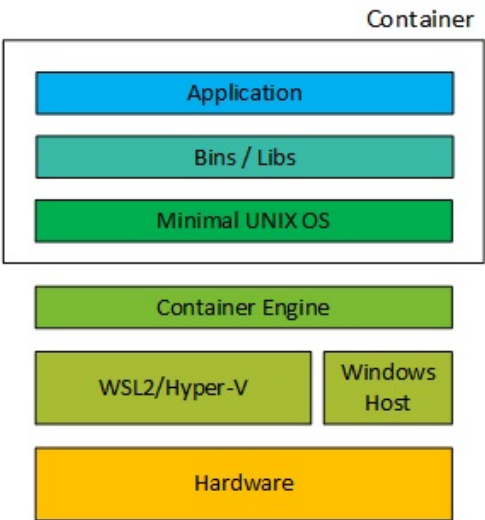 Container
Application
Bins / Libs
Minimal UNIX OS
Container Engine
WSL2/Hyper-V
Windows
Host
Hardware